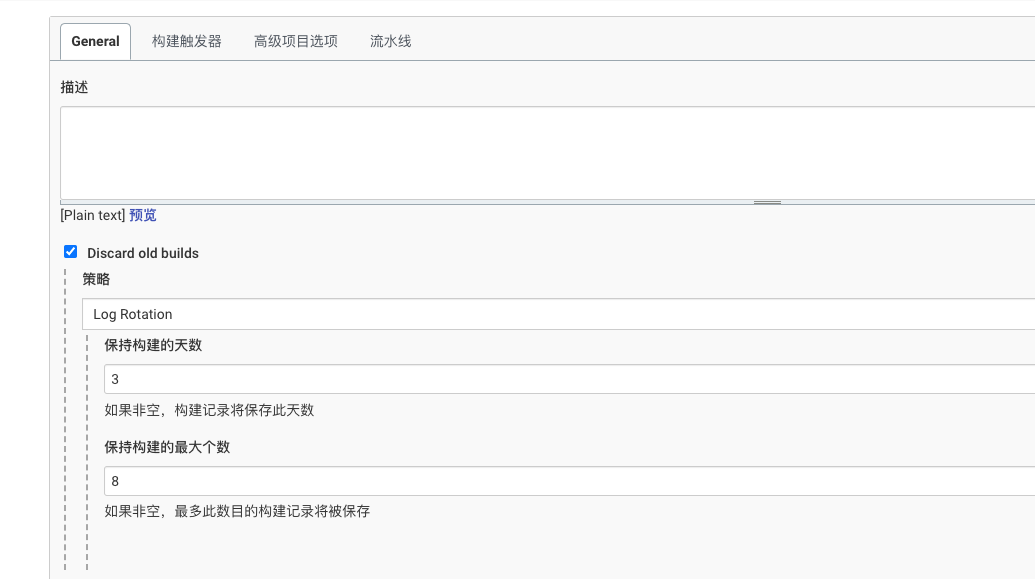 General 构建触发器 高级项目选项 流水线
描述
[Plain text] 预览
Discard old builds
策略
Log Rotation
保持构建的天数
3
如果非空，构建记录将保存此天数
保持构建的最大个数
8
如果非空，最多此数目的构建记录将被保存